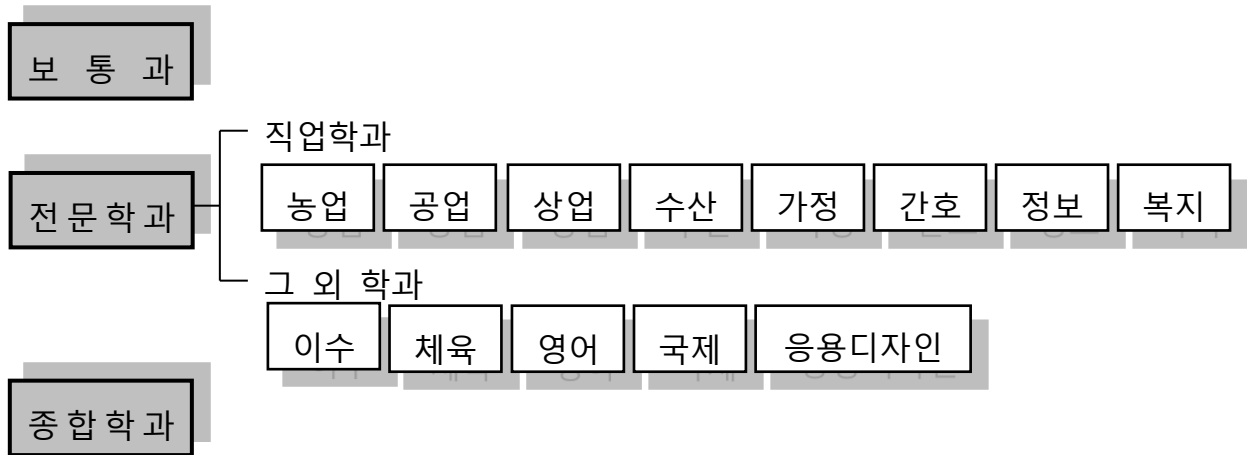 보 통 과
직업학과
전문학과
농업 공업 상업 수산 가정 간호 정보 복지
그 외 학과
이수 체육 영어 국제 응용디자인
종합학과